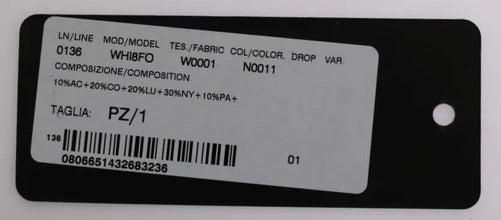 LN/LINE MOD/MODEL TES./FABRIC COL/COLOR. DROP VAR.
0136 WHI8FO W0001 N0011
COMPOSIZIONE/COMPOSITION
10%AC+20%CO+20%LU+30%NY+10%PA+
TAGLIA: PZ/1
136
0806651432683236
01